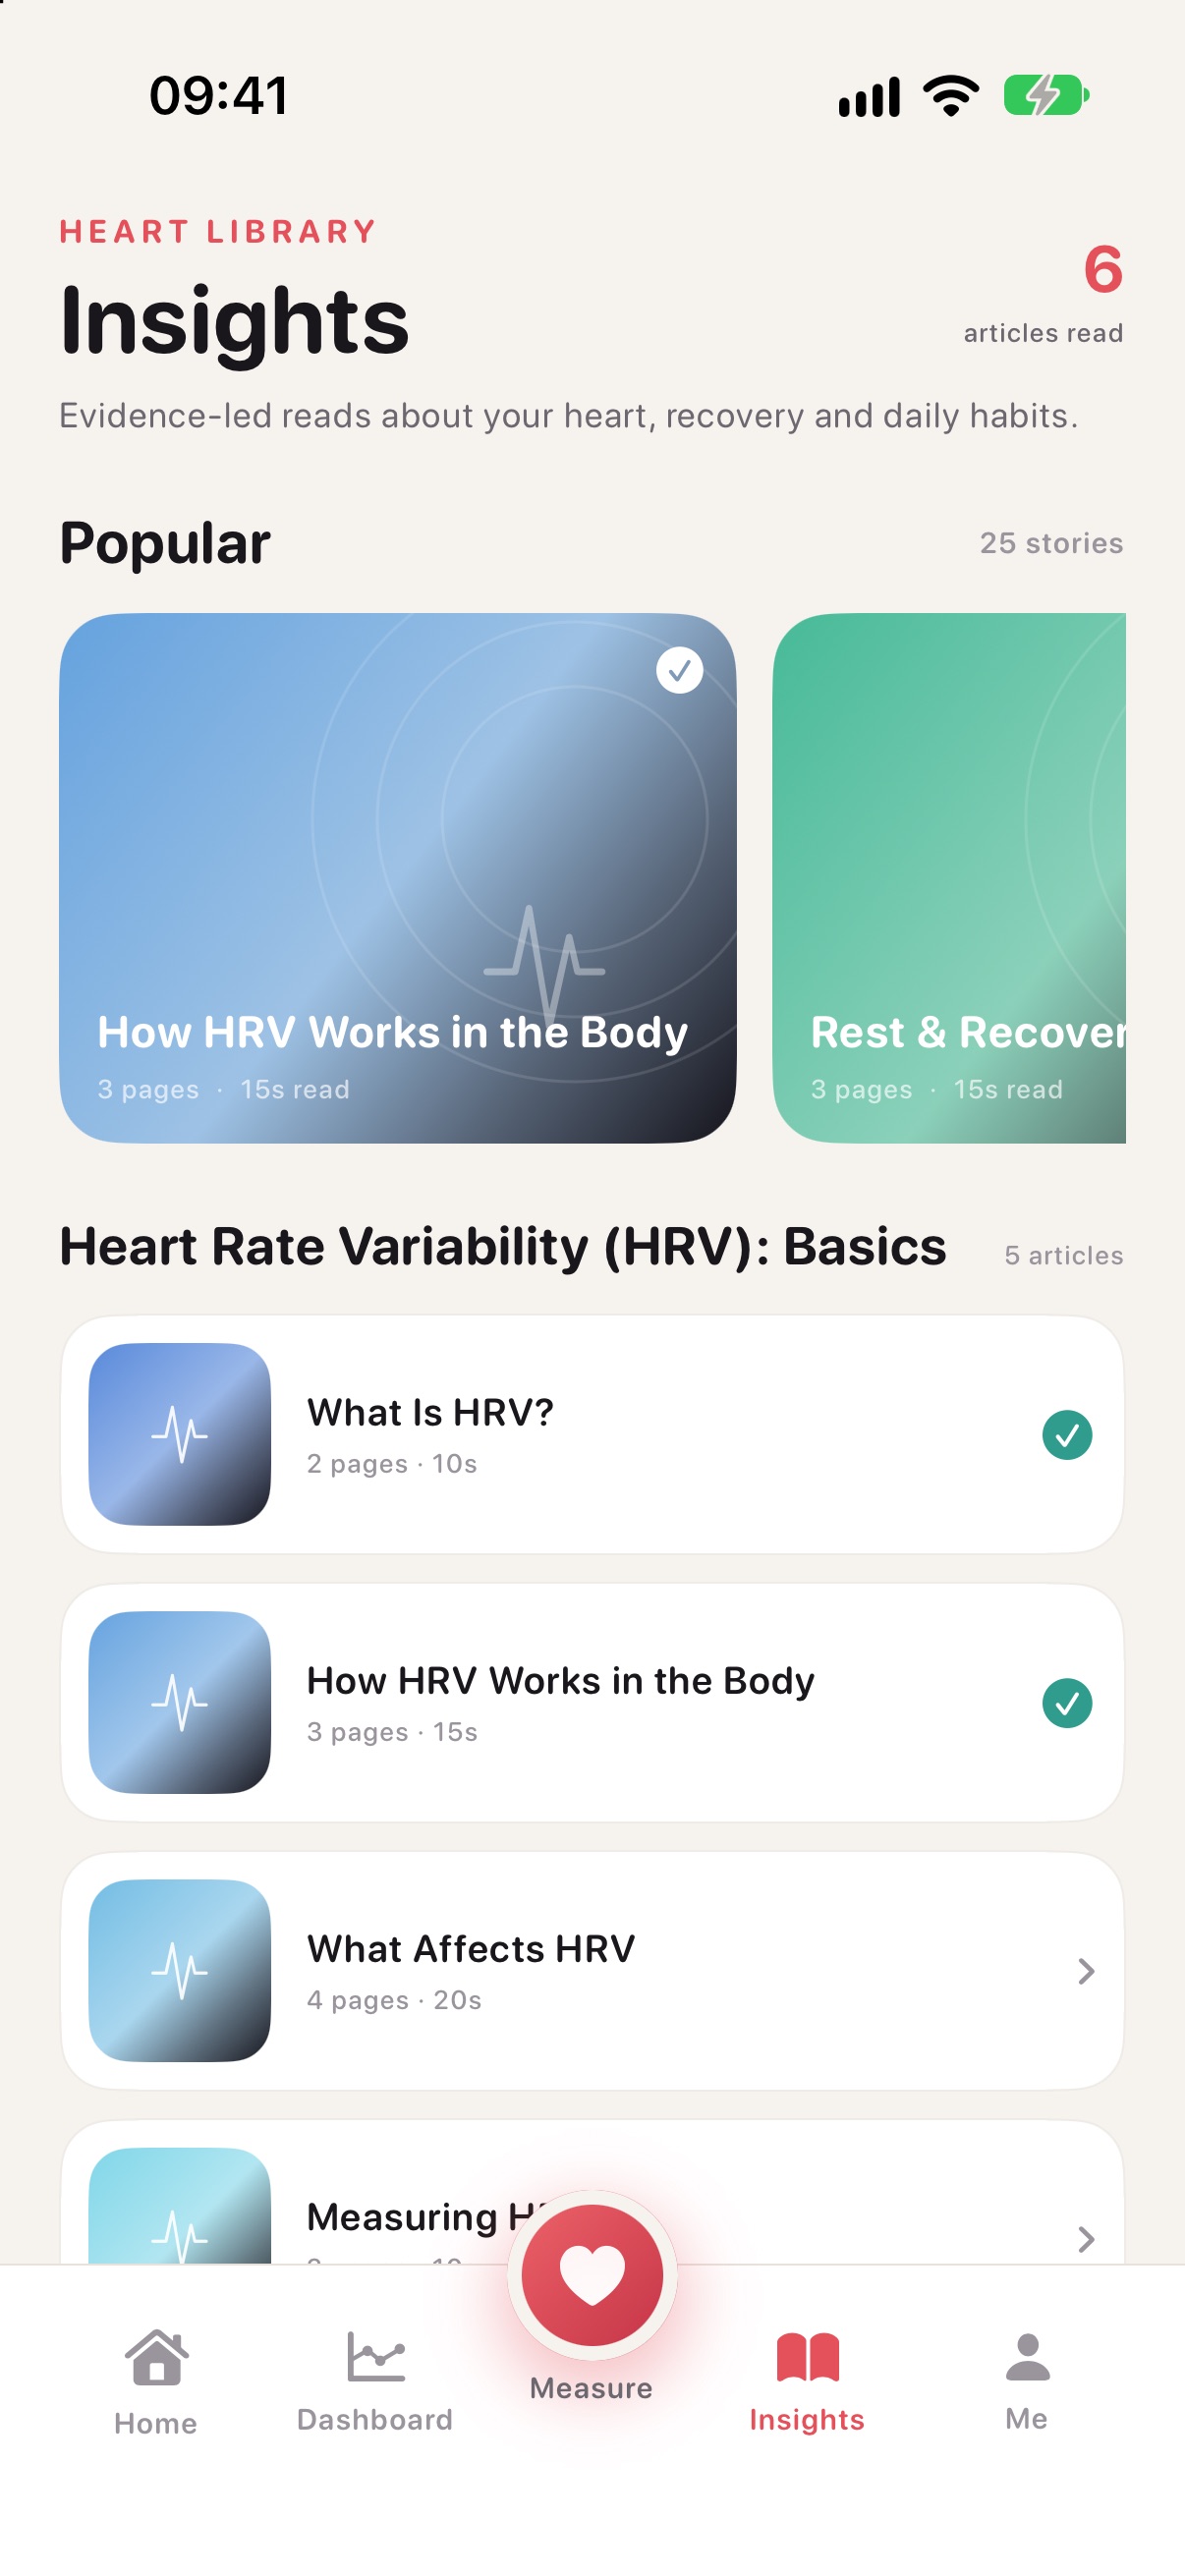 09:41
HEART LIBRARY
Insights
6
articles read
Evidence-led reads about your heart, recovery and daily habits.
Popular
25 stories
How HRV Works in the Body
3 pages · 15s read
Rest & Recover
3 pages · 15s read
Heart Rate Variability (HRV): Basics
5 articles
What Is HRV?
2 pages · 10s
How HRV Works in the Body
3 pages · 15s
What Affects HRV
4 pages · 20s
Measuring
Home
Dashboard
Measure
Insights
Me